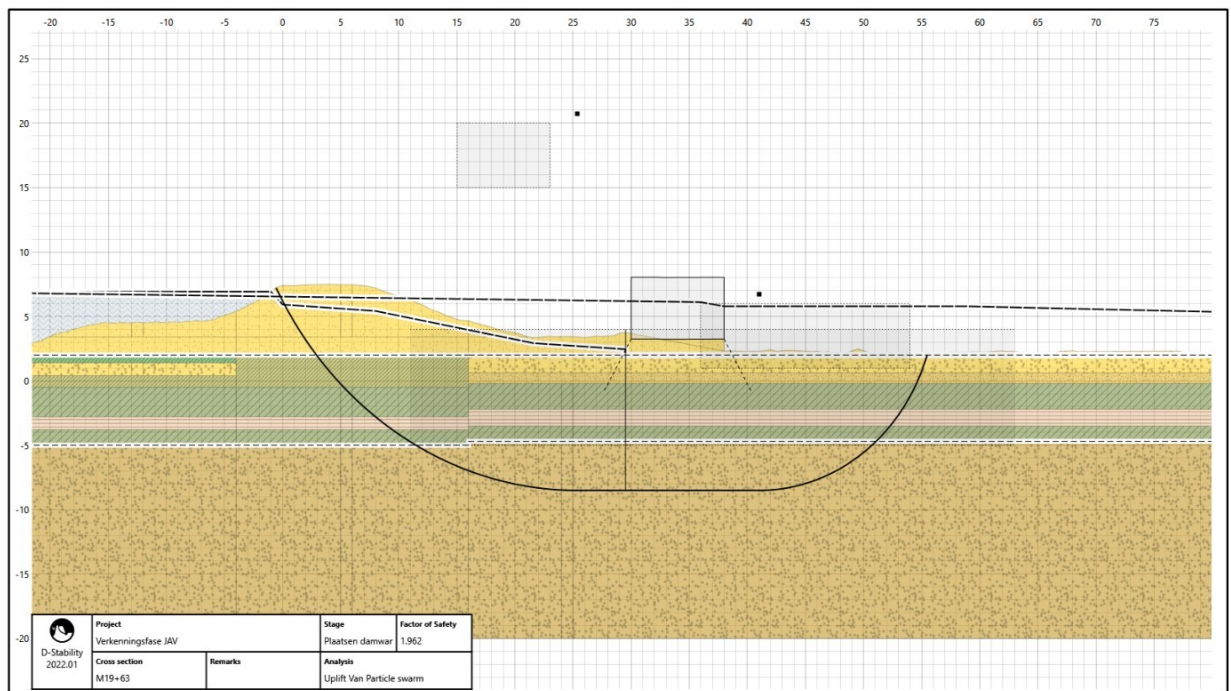 -20 -15 -10 -5 0 5 10 15 20 25 30 35 40 45 50 55 60 65 70 75
25
20
15
10
5
0
-5
-10
-15
-20
D-Stability
2022.01
Project
Verkenningsfase JAV
Stage
Plaatsen damwar
Factor of Safety
1.962
Cross section
M19+63
Remarks
Analysis
Uplift Van Particle swarm